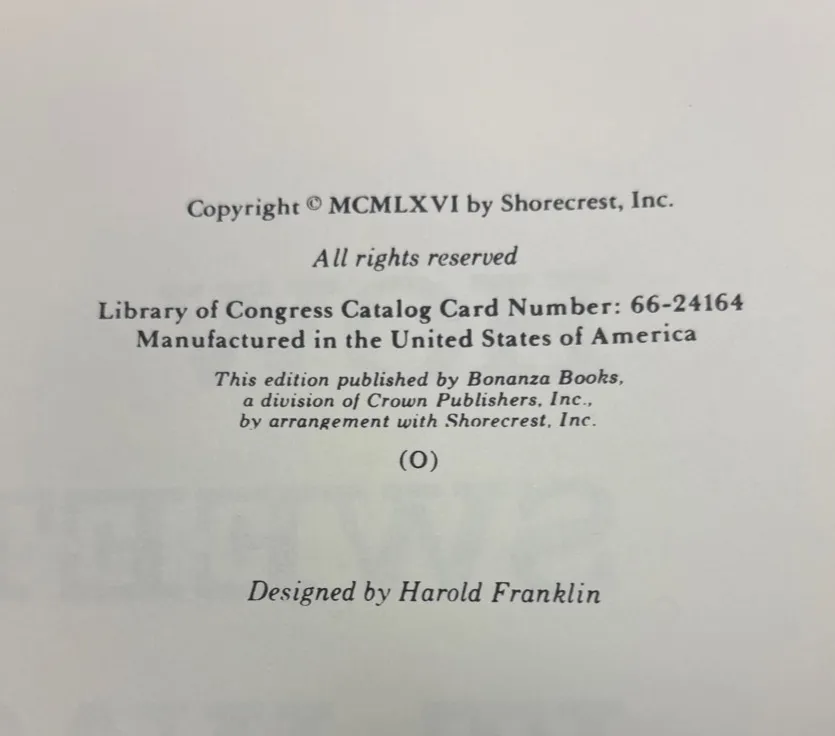 Copyright © MCMLXVI by Shorecrest, Inc.
All rights reserved
Library of Congress Catalog Card Number: 66-24164
Manufactured in the United States of America
This edition published by Bonanza Books,
a division of Crown Publishers, Inc.,
by arrangement with Shorecrest, Inc.
(O)
Designed by Harold Franklin